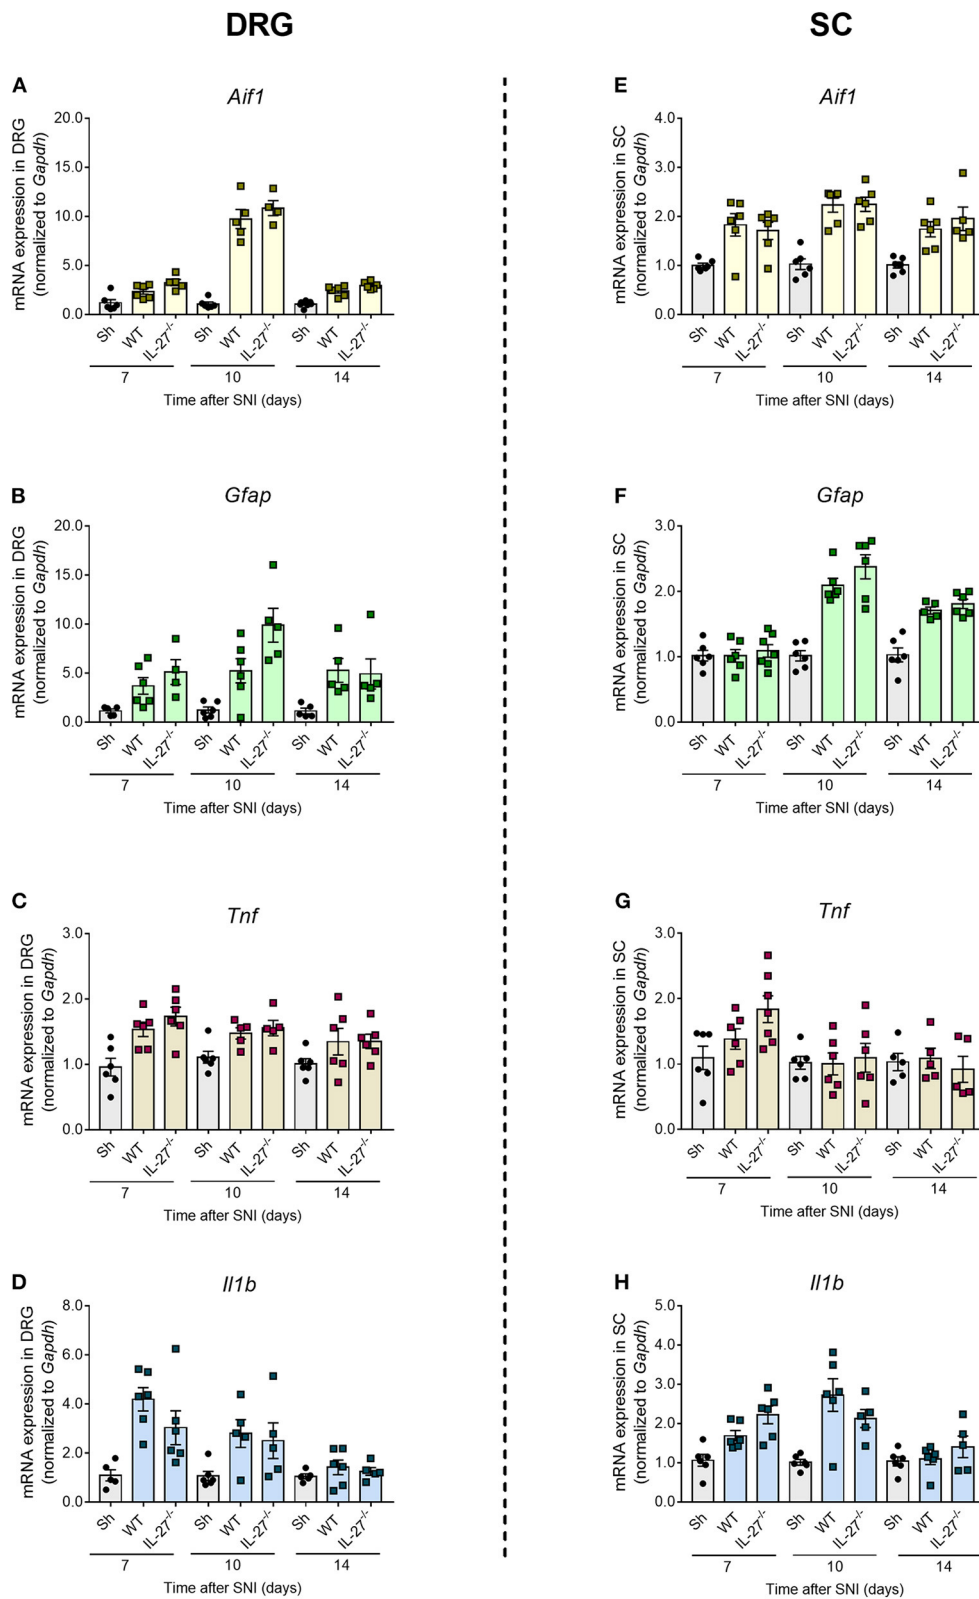 DRG
SC
A
Aif1
mRNA expression in DRG
(normalized to Gapdh)
20.0
15.0
10.0
5.0
0.0
Sh
WT
IL-27-/-
Sh
WT
IL-27-/-
Sh
WT
IL-27-/-
7
10
14
Time after SNI (days)
E
Aif1
mRNA expression in SC
(normalized to Gapdh)
4.0
3.0
2.0
1.0
0.0
Sh
WT
IL-27-/-
Sh
WT
IL-27-/-
Sh
WT
IL-27-/-
7
10
14
Time after SNI (days)
B
Gfap
mRNA expression in DRG
(normalized to Gapdh)
20.0
15.0
10.0
5.0
0.0
Sh
WT
IL-27-/-
Sh
WT
IL-27-/-
Sh
WT
IL-27-/-
7
10
14
Time after SNI (days)
F
Gfap
mRNA expression in SC
(normalized to Gapdh)
3.0
2.0
1.0
0.0
Sh
WT
IL-27-/-
Sh
WT
IL-27-/-
Sh
WT
IL-27-/-
7
10
14
Time after SNI (days)
C
Tnf
mRNA expression in DRG
(normalized to Gapdh)
3.0
2.0
1.0
0.0
Sh
WT
IL-27-/-
Sh
WT
IL-27-/-
Sh
WT
IL-27-/-
7
10
14
Time after SNI (days)
G
Tnf
mRNA expression in SC
(normalized to Gapdh)
3.0
2.0
1.0
0.0
Sh
WT
IL-27-/-
Sh
WT
IL-27-/-
Sh
WT
IL-27-/-
7
10
14
Time after SNI (days)
D
Il1b
mRNA expression in DRG
(normalized to Gapdh)
8.0
6.0
4.0
2.0
0.0
Sh
WT
IL-27-/-
Sh
WT
IL-27-/-
Sh
WT
IL-27-/-
7
10
14
Time after SNI (days)
H
Il1b
mRNA expression in SC
(normalized to Gapdh)
5.0
4.0
3.0
2.0
1.0
0.0
Sh
WT
IL-27-/-
Sh
WT
IL-27-/-
Sh
WT
IL-27-/-
7
10
14
Time after SNI (days)